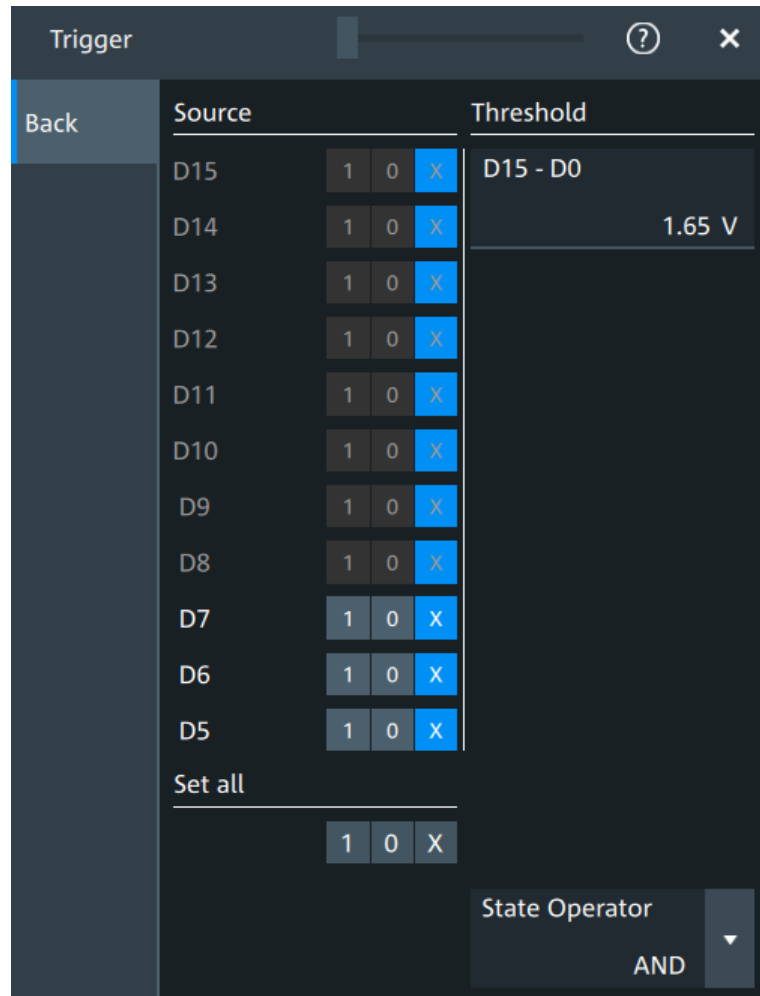 Trigger ? ×
Back
Source Threshold
D15 1 0 X D15 - D0
1.65 V
D14 1 0 X
D13 1 0 X
D12 1 0 X
D11 1 0 X
D10 1 0 X
D9 1 0 X
D8 1 0 X
D7 1 0 X
D6 1 0 X
D5 1 0 X
Set all
1 0 X
State Operator
AND